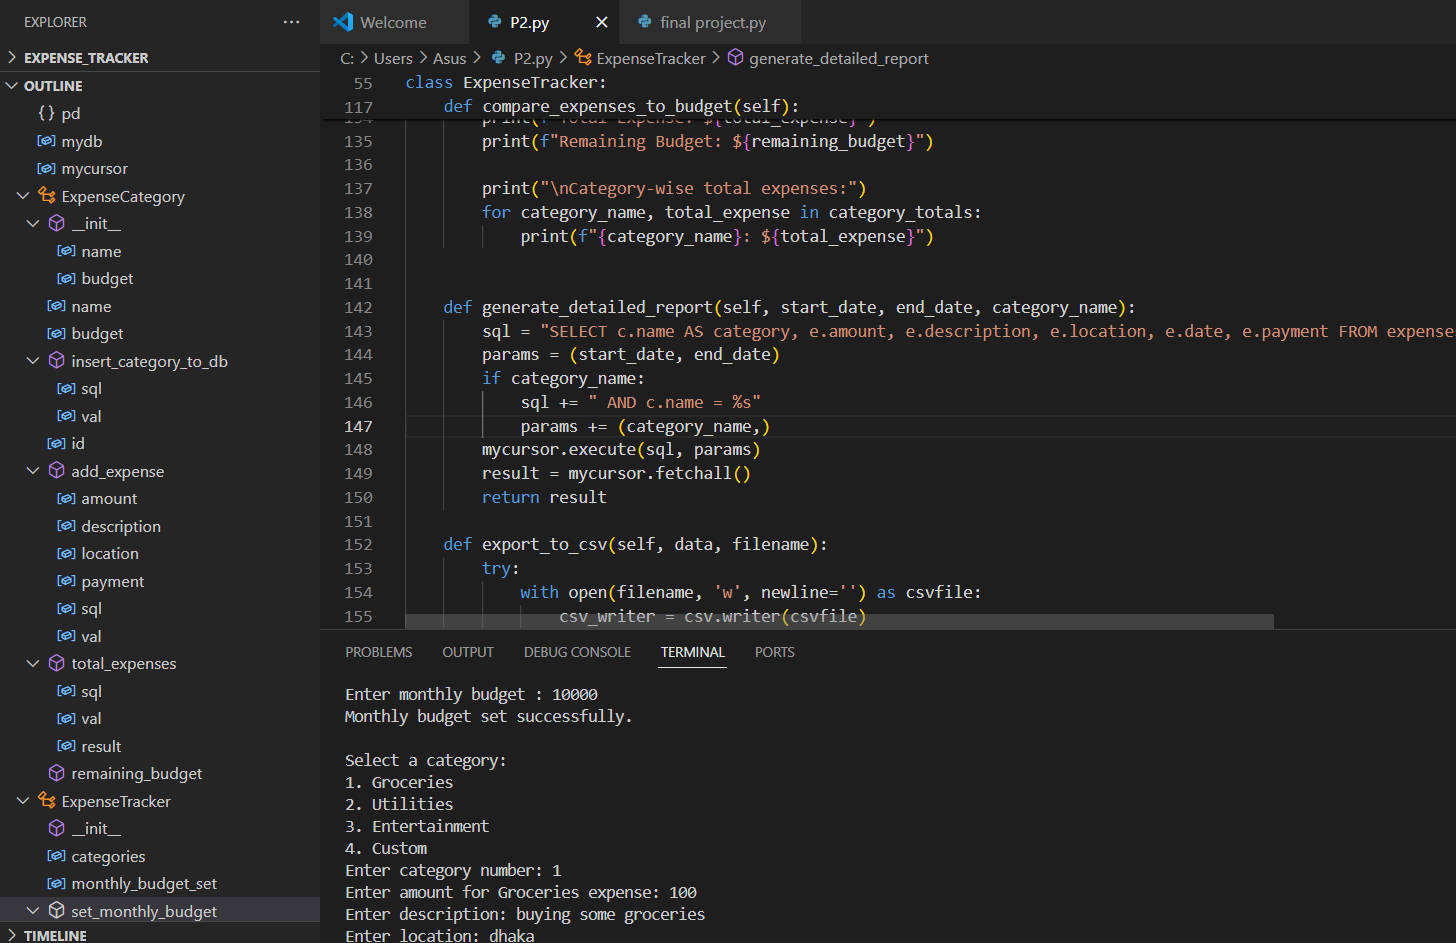 EXPLORER
EXPENSE_TRACKER
OUTLINE
{} pd
mydb
mycursor
ExpenseCategory
__init__
name
budget
name
budget
insert_category_to_db
sql
val
id
add_expense
amount
description
location
payment
sql
val
total_expenses
sql
val
result
remaining_budget
ExpenseTracker
__init__
categories
monthly_budget_set
set_monthly_budget
TIMELINE
Welcome P2.py final project.py
C: > Users > Asus > P2.py > ExpenseTracker > generate_detailed_report
55 class ExpenseTracker:
117     def compare_expenses_to_budget(self):
134         print(f"Total Expense: ${total_expense}")
135         print(f"Remaining Budget: ${remaining_budget}")
136
137         print("\nCategory-wise total expenses:")
138         for category_name, total_expense in category_totals:
139             print(f"{category_name}: ${total_expense}")
140
141
142     def generate_detailed_report(self, start_date, end_date, category_name):
143         sql = "SELECT c.name AS category, e.amount, e.description, e.location, e.date, e.payment FROM expense
144         params = (start_date, end_date)
145         if category_name:
146             sql += " AND c.name = %s"
147             params += (category_name,)
148         mycursor.execute(sql, params)
149         result = mycursor.fetchall()
150         return result
151
152     def export_to_csv(self, data, filename):
153         try:
154             with open(filename, 'w', newline='') as csvfile:
155                 csv_writer = csv.writer(csvfile)
PROBLEMS OUTPUT DEBUG CONSOLE TERMINAL PORTS
Enter monthly budget : 10000
Monthly budget set successfully.
Select a category:
1. Groceries
2. Utilities
3. Entertainment
4. Custom
Enter category number: 1
Enter amount for Groceries expense: 100
Enter description: buying some groceries
Enter location: dhaka